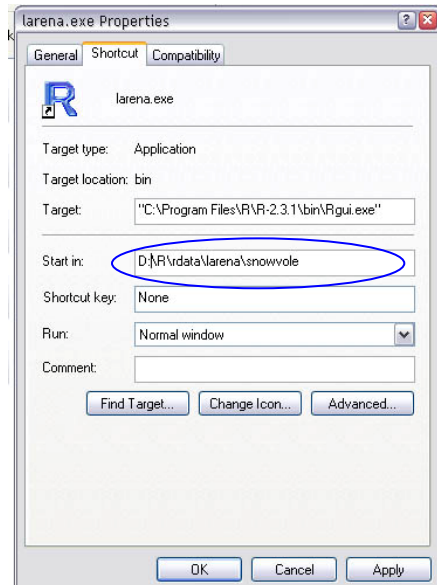 larena.exe Properties
General Shortcut Compatibility
larena.exe
Target type: Application
Target location: bin
Target: "C:\Program Files\R\R-2.3.1\bin\Rgui.exe"
Start in: D:\R\rdata\larena\snowvole
Shortcut key: None
Run: Normal window
Comment:
Find Target... Change Icon... Advanced...
OK Cancel Apply